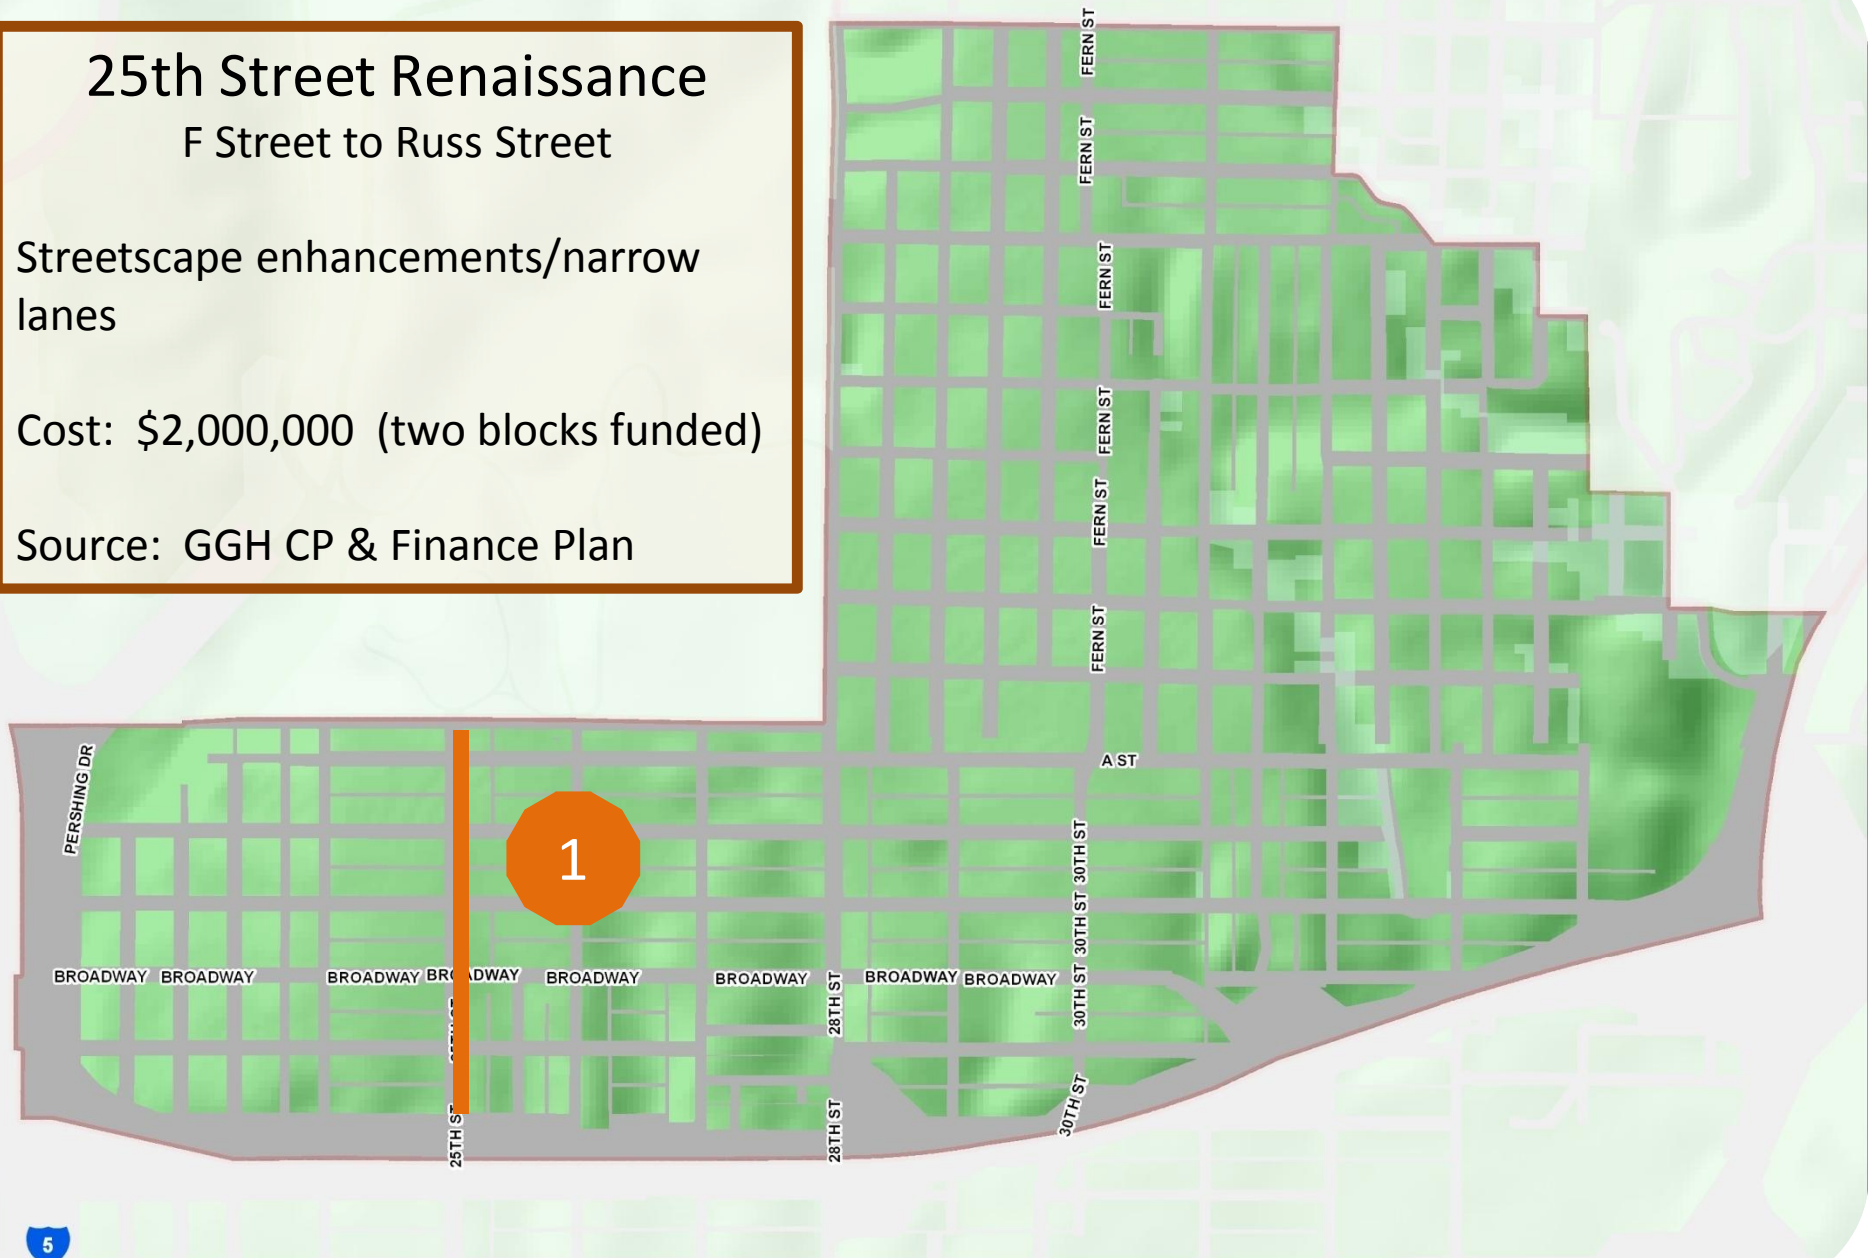 25th Street Renaissance
F Street to Russ Street
Streetscape enhancements/narrow
lanes
Cost: $2,000,000 (two blocks funded)
Source: GGH CP & Finance Plan
FERN ST
FERN ST
FERN ST
FERN ST
FERN ST
FERN ST
A ST
PERSHING DR
1
30TH ST
30TH ST
BROADWAY BROADWAY BROADWAY BROADWAY BROADWAY BROADWAY BROADWAY BROADWAY
28TH ST
30TH ST
25TH ST
28TH ST
30TH ST
5